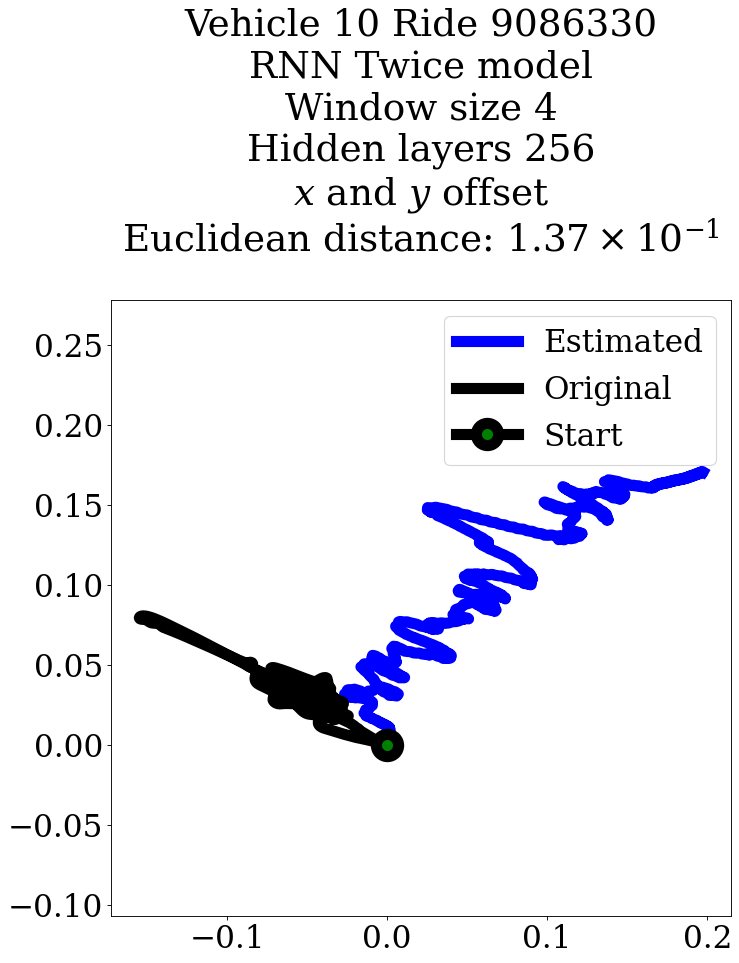 Vehicle 10 Ride 9086330
RNN Twice model
Window size 4
Hidden layers 256
x and y offset
Euclidean distance: 1.37 × 10⁻¹
Estimated
Original
Start
0.25
0.20
0.15
0.10
0.05
0.00
−0.05
−0.10
−0.1 0.0 0.1 0.2